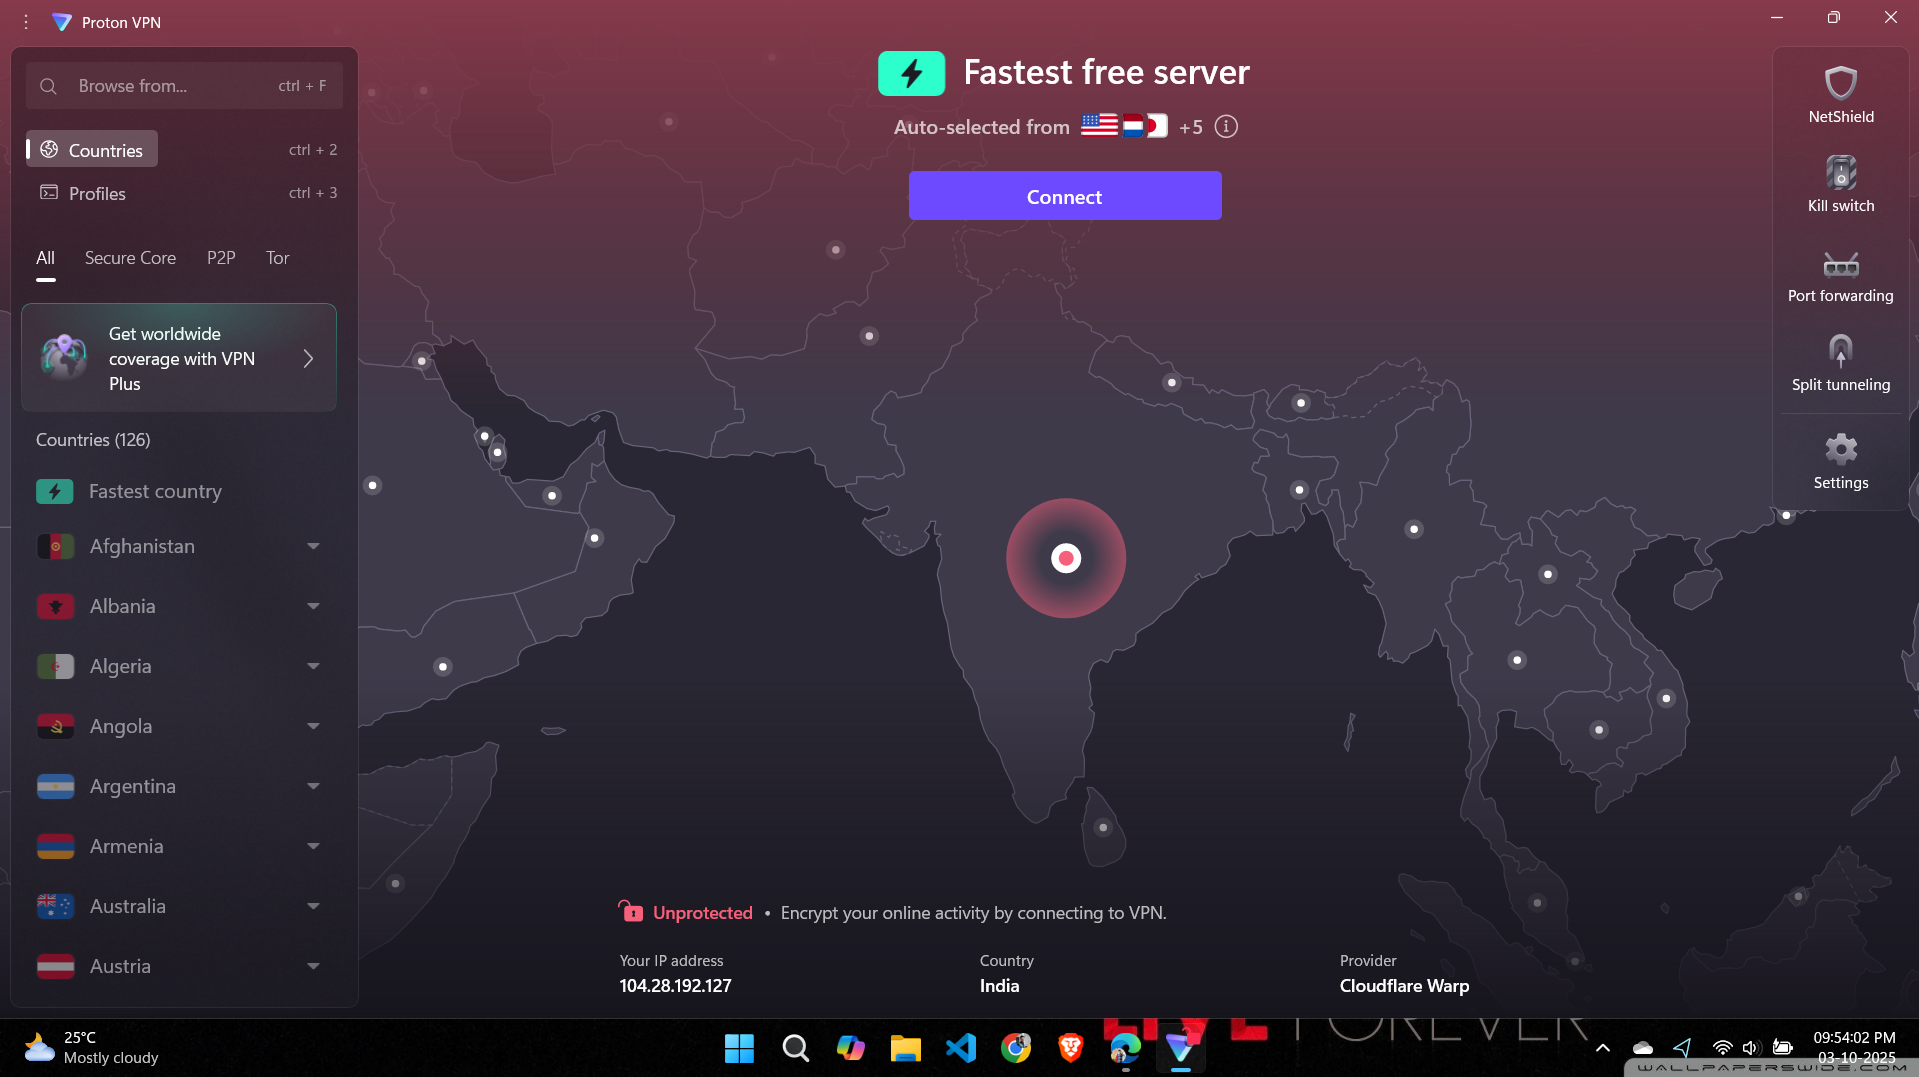 Proton VPN
Browse from...
ctrl + F
Countries
ctrl + 2
Profiles
ctrl + 3
All
Secure Core
P2P
Tor
Get worldwide
coverage with VPN
Plus
Countries (126)
Fastest country
Afghanistan
Albania
Algeria
Angola
Argentina
Armenia
Australia
Austria
Fastest free server
Auto-selected from
+5
Connect
NetShield
Kill switch
Port forwarding
Split tunneling
Settings
Unprotected • Encrypt your online activity by connecting to VPN.
Your IP address
104.28.192.127
Country
India
Provider
Cloudflare Warp
25°C
Mostly cloudy
LIVE FOREVER
09:54:02 PM
03-10-2025
WALLPAPERSWIDE.COM